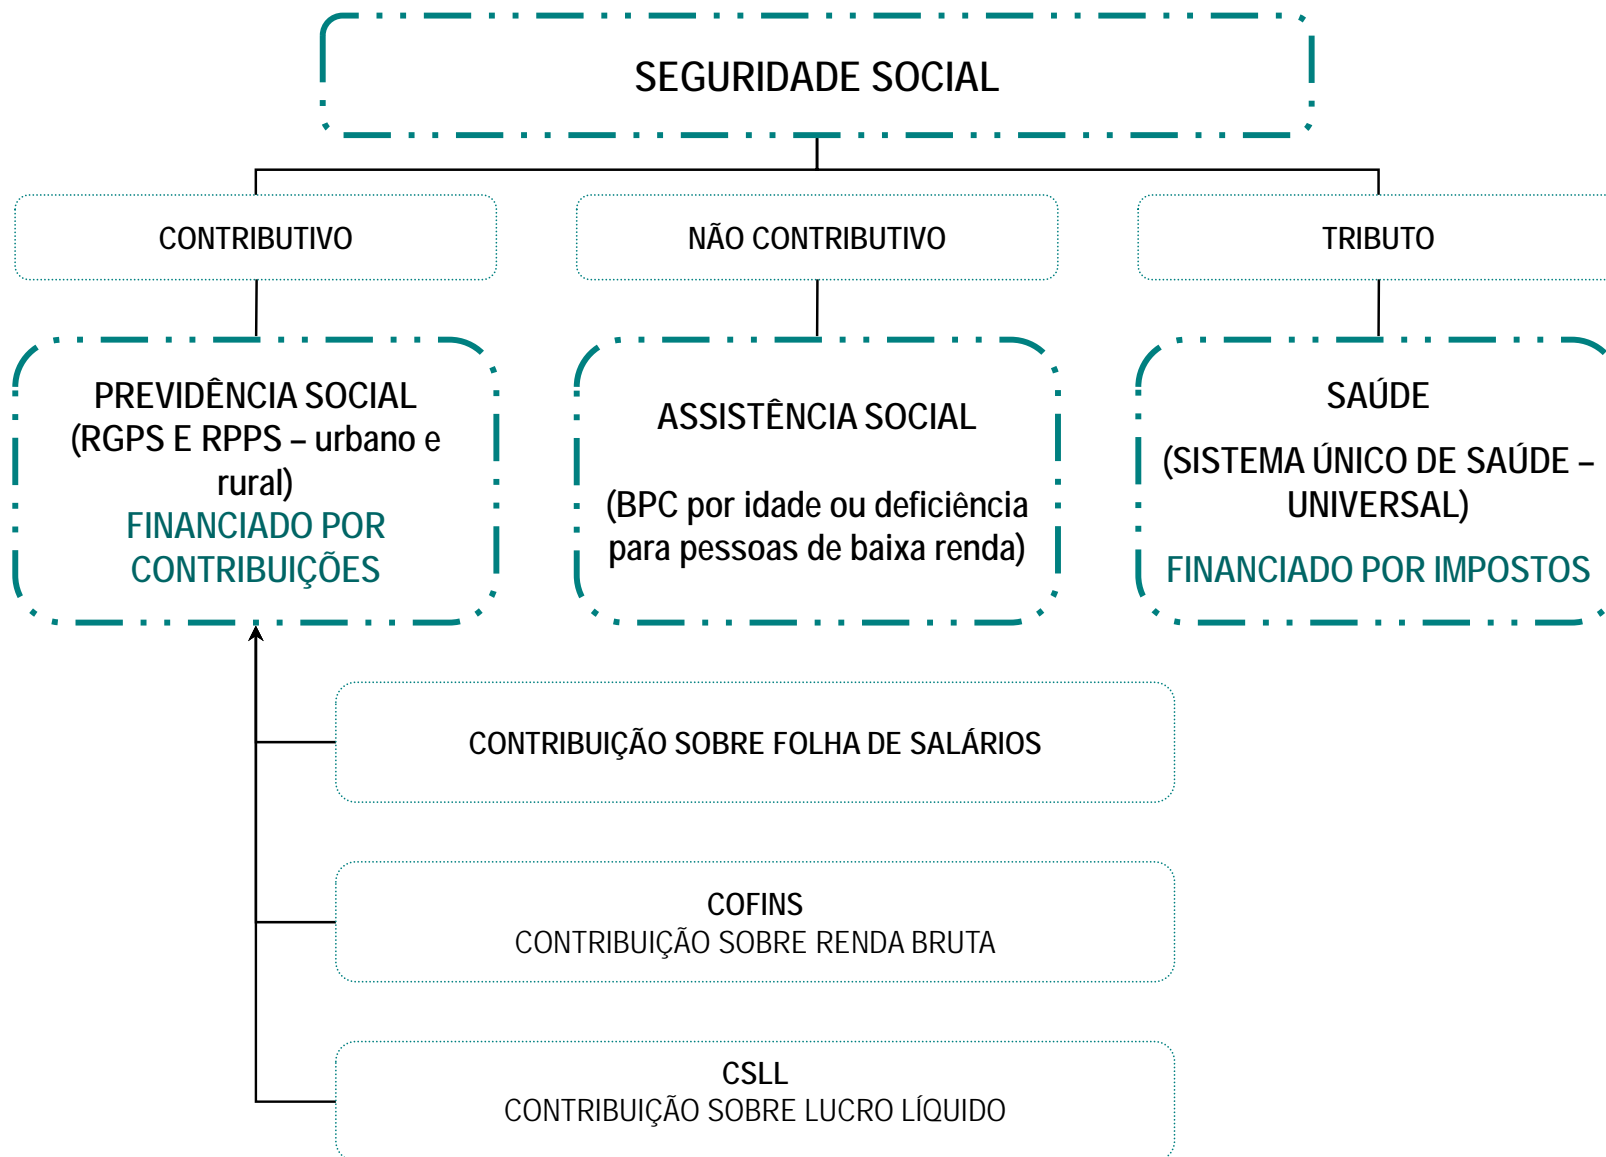 SEGURIDADE SOCIAL
CONTRIBUTIVO
NÃO CONTRIBUTIVO
TRIBUTO
PREVIDÊNCIA SOCIAL
(RGPS E RPPS – urbano e
rural)
FINANCIADO POR
CONTRIBUIÇÕES
ASSISTÊNCIA SOCIAL
(BPC por idade ou deficiência
para pessoas de baixa renda)
SAÚDE
(SISTEMA ÚNICO DE SAÚDE –
UNIVERSAL)
FINANCIADO POR IMPOSTOS
CONTRIBUIÇÃO SOBRE FOLHA DE SALÁRIOS
COFINS
CONTRIBUIÇÃO SOBRE RENDA BRUTA
CSLL
CONTRIBUIÇÃO SOBRE LUCRO LÍQUIDO